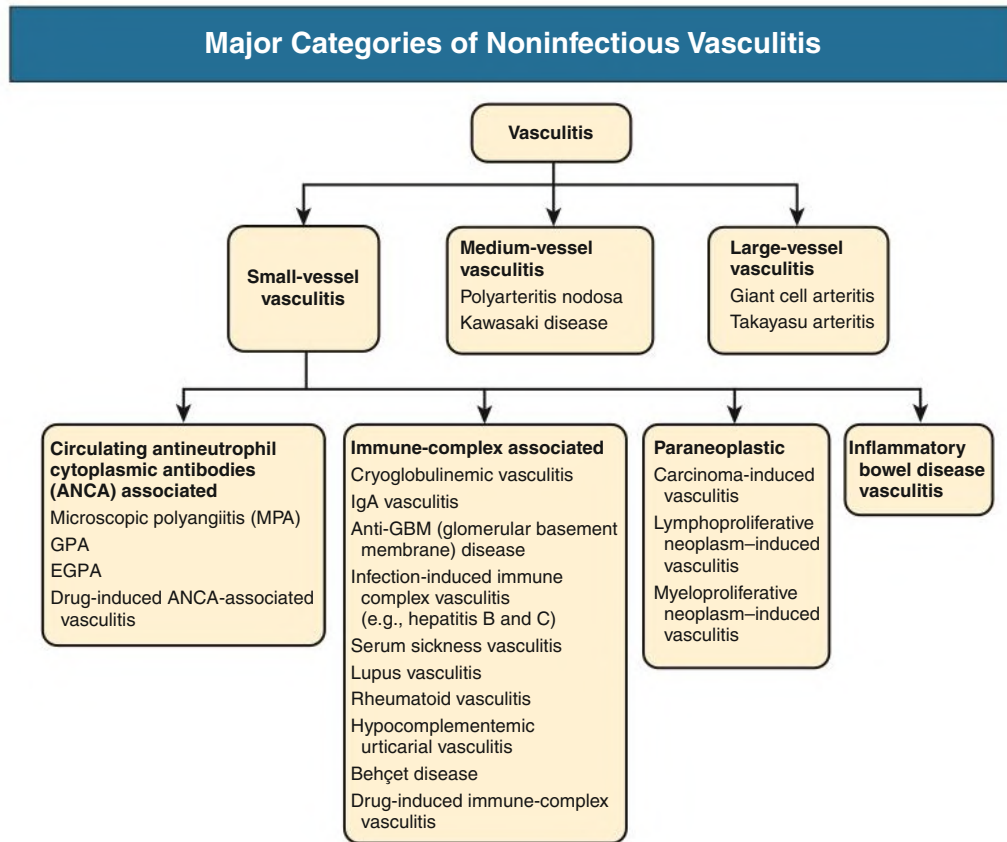 Major Categories of Noninfectious Vasculitis
Vasculitis
Small-vessel
vasculitis
Medium-vessel
vasculitis
Polyarteritis nodosa
Kawasaki disease
Large-vessel
vasculitis
Giant cell arteritis
Takayasu arteritis
Circulating antineutrophil
cytoplasmic antibodies
(ANCA) associated
Microscopic polyangiitis (MPA)
GPA
EGPA
Drug-induced ANCA-associated
vasculitis
Immune-complex associated
Cryoglobulinemic vasculitis
IgA vasculitis
Anti-GBM (glomerular basement
membrane) disease
Infection-induced immune
complex vasculitis
(e.g., hepatitis B and C)
Serum sickness vasculitis
Lupus vasculitis
Rheumatoid vasculitis
Hypocomplementemic
urticarial vasculitis
Behçet disease
Drug-induced immune-complex
vasculitis
Paraneoplastic
Carcinoma-induced
vasculitis
Lymphoproliferative
neoplasm–induced
vasculitis
Myeloproliferative
neoplasm–induced
vasculitis
Inflammatory
bowel disease
vasculitis